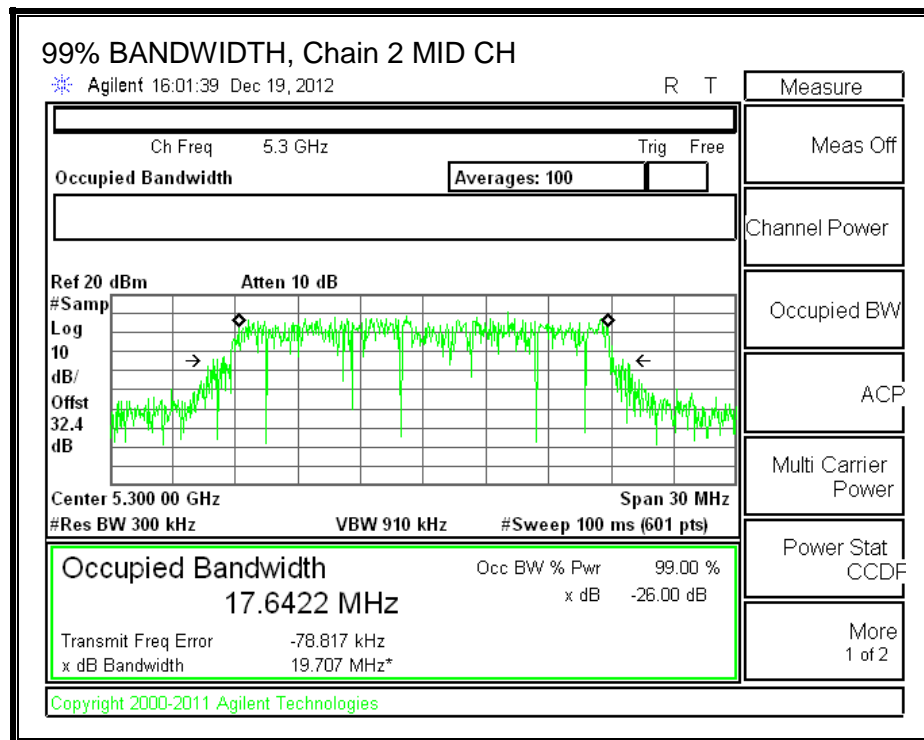 99% BANDWIDTH, Chain 2 MID CH
Agilent 16:01:39 Dec 19, 2012 R T
Measure
Ch Freq 5.3 GHz Trig Free
Meas Off
Occupied Bandwidth Averages: 100
Channel Power
Ref 20 dBm Atten 10 dB
#Samp
Log
10
dB/
Offst
32.4
dB
Occupied BW
ACP
Center 5.300 00 GHz Span 30 MHz
#Res BW 300 kHz VBW 910 kHz #Sweep 100 ms (601 pts)
Multi Carrier
Power
Occupied Bandwidth Occ BW % Pwr 99.00 %
17.6422 MHz x dB -26.00 dB
Power Stat
CCDF
Transmit Freq Error -78.817 kHz
x dB Bandwidth 19.707 MHz*
More
1 of 2
Copyright 2000-2011 Agilent Technologies